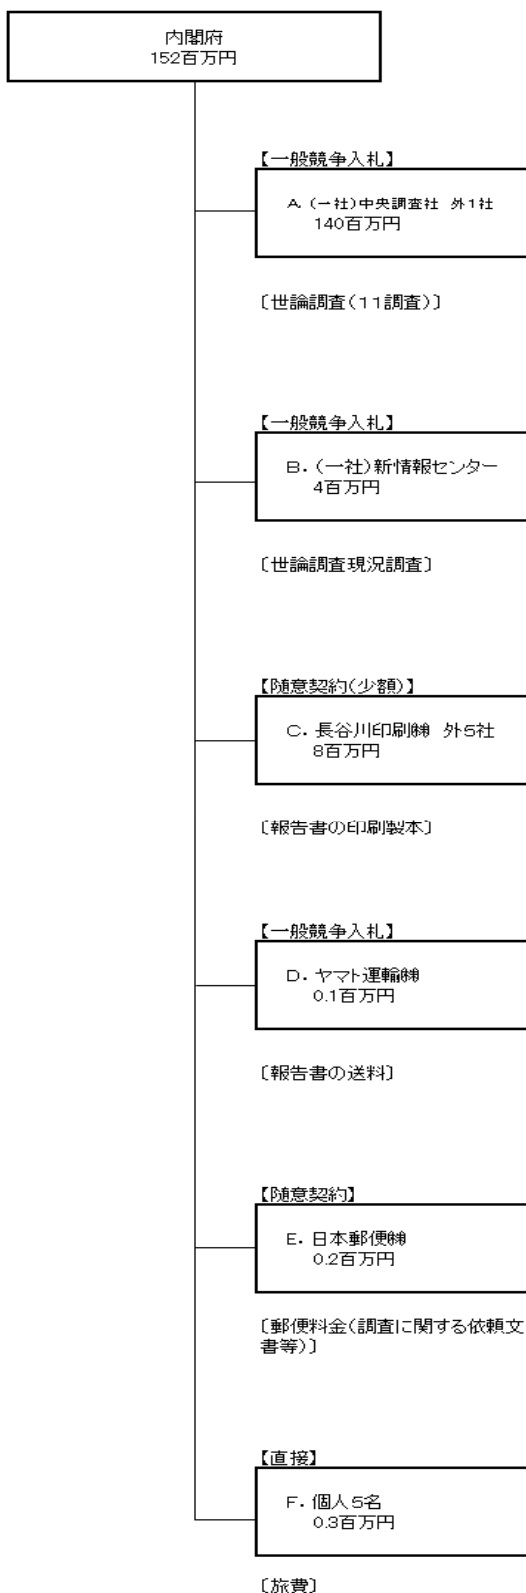 内閣府
152百万円
【一般競争入札】
A.(一社)中央調査社 外1社
140百万円
〔世論調査(11調査)〕
【一般競争入札】
B.(一社)新情報センター
4百万円
〔世論調査現況調査〕
【随意契約(少額)】
C.長谷川印刷㈱ 外5社
8百万円
〔報告書の印刷製本〕
【一般競争入札】
D.ヤマト運輸㈱
0.1百万円
〔報告書の送料〕
【随意契約】
E.日本郵便㈱
0.2百万円
〔郵便料金(調査に関する依頼文
書等)〕
【直接】
F.個人5名
0.3百万円
〔旅費〕